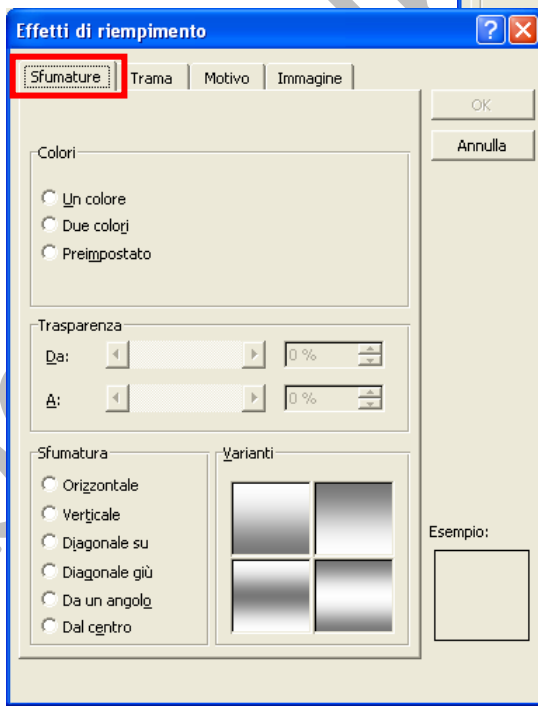 Effetti di riempimento
Sfumature Trama Motivo Immagine
OK
Annulla
Colori
Un colore
Due colori
Preimpostato
Trasparenza
Da: 0 %
A: 0 %
Sfumatura
Orizzontale
Verticale
Diagonale su
Diagonale giù
Da un angolo
Dal centro
Varianti
Esempio: